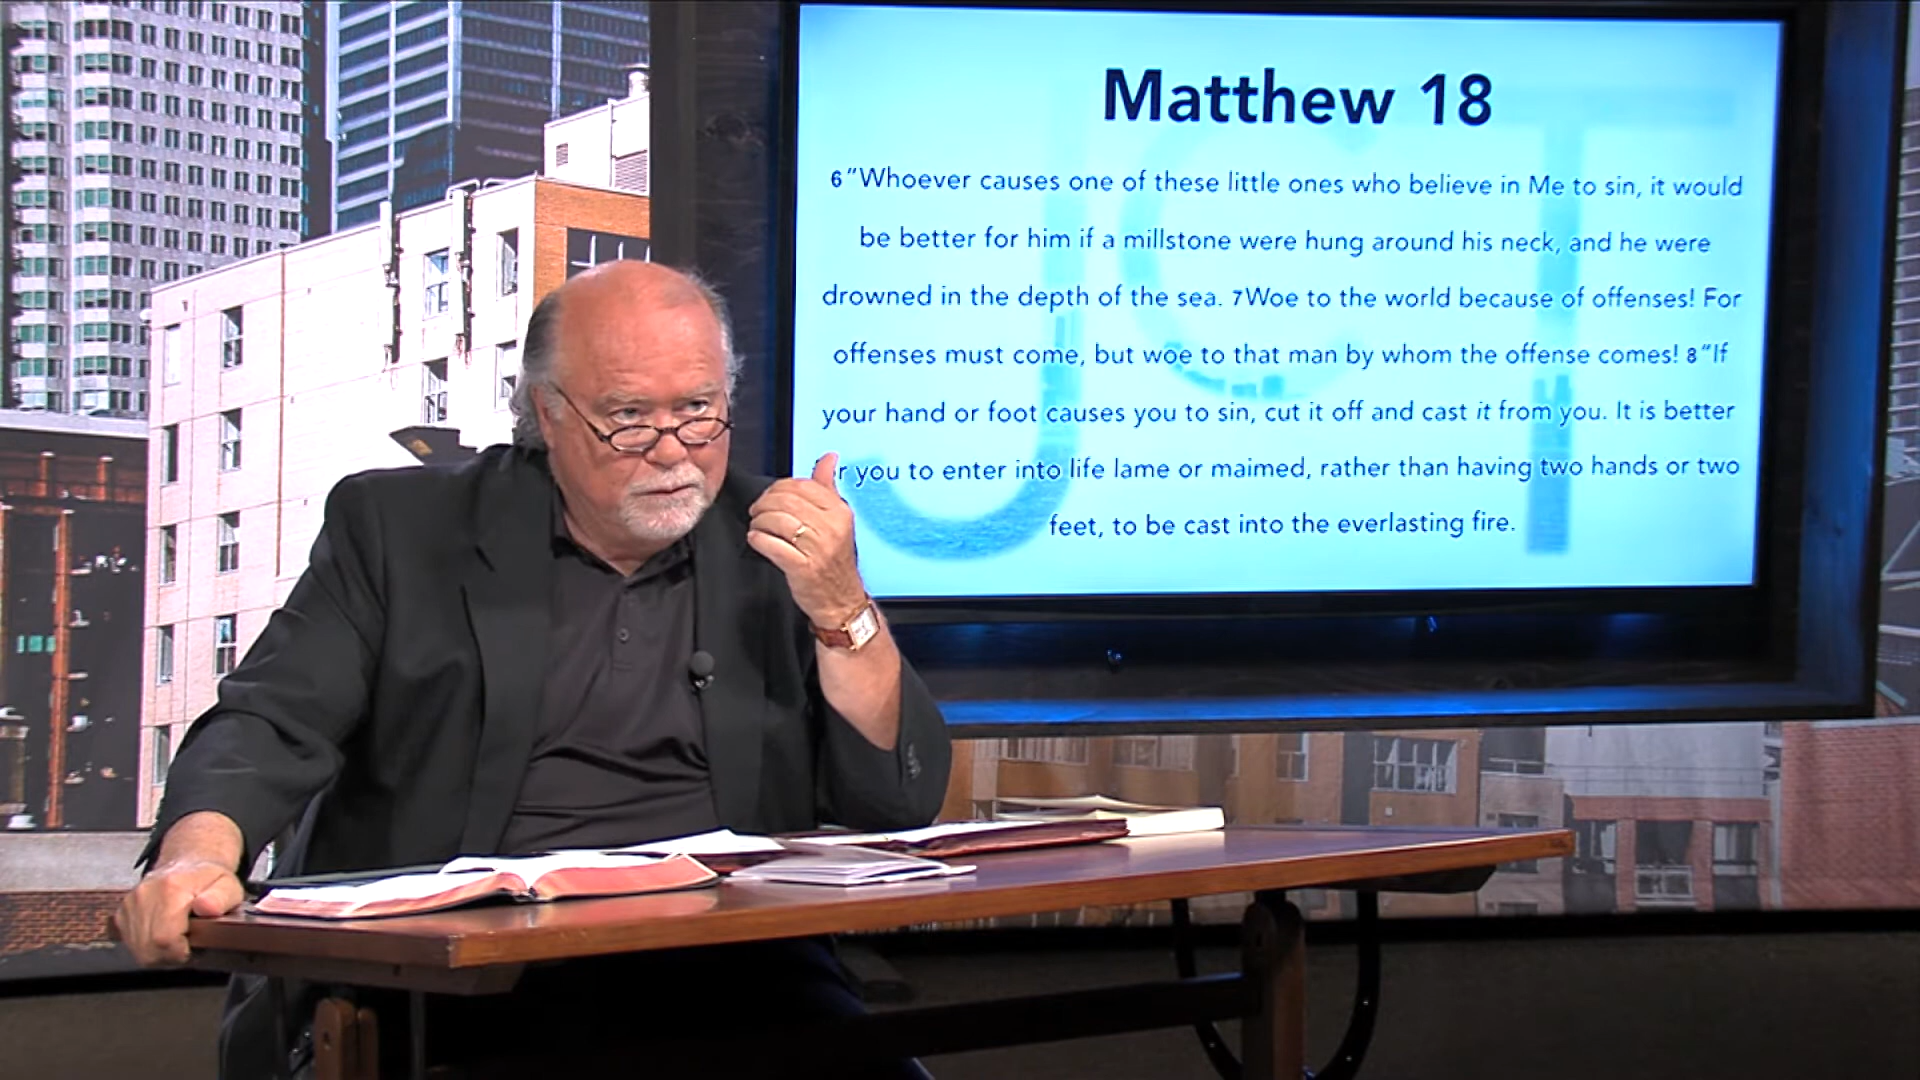 Matthew 18
6 "Whoever causes one of these little ones who believe in Me to sin, it would
be better for him if a millstone were hung around his neck, and he were
drowned in the depth of the sea. 7Woe to the world because of offenses! For
offenses must come, but woe to that man by whom the offense comes! 8 "If
your hand or foot causes you to sin, cut it off and cast it from you. It is better
you to enter into life lame or maimed, rather than having two hands or two
feet, to be cast into the everlasting fire.
JCT